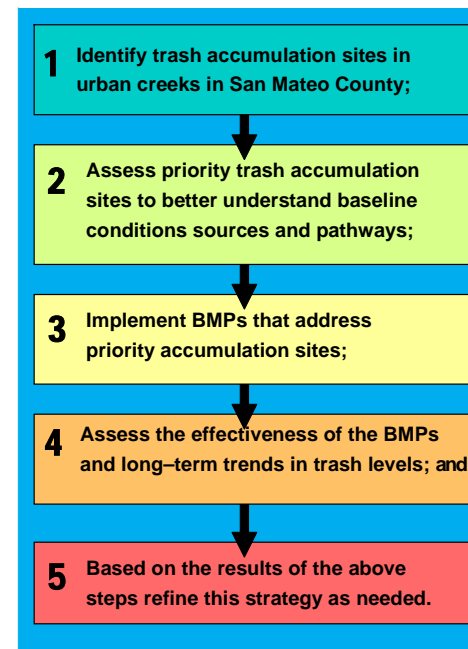 1 Identify trash accumulation sites in
urban creeks in San Mateo County;
2 Assess priority trash accumulation
sites to better understand baseline
conditions sources and pathways;
3 Implement BMPs that address
priority accumulation sites;
4 Assess the effectiveness of the BMPs
and long–term trends in trash levels; and
5 Based on the results of the above
steps refine this strategy as needed.